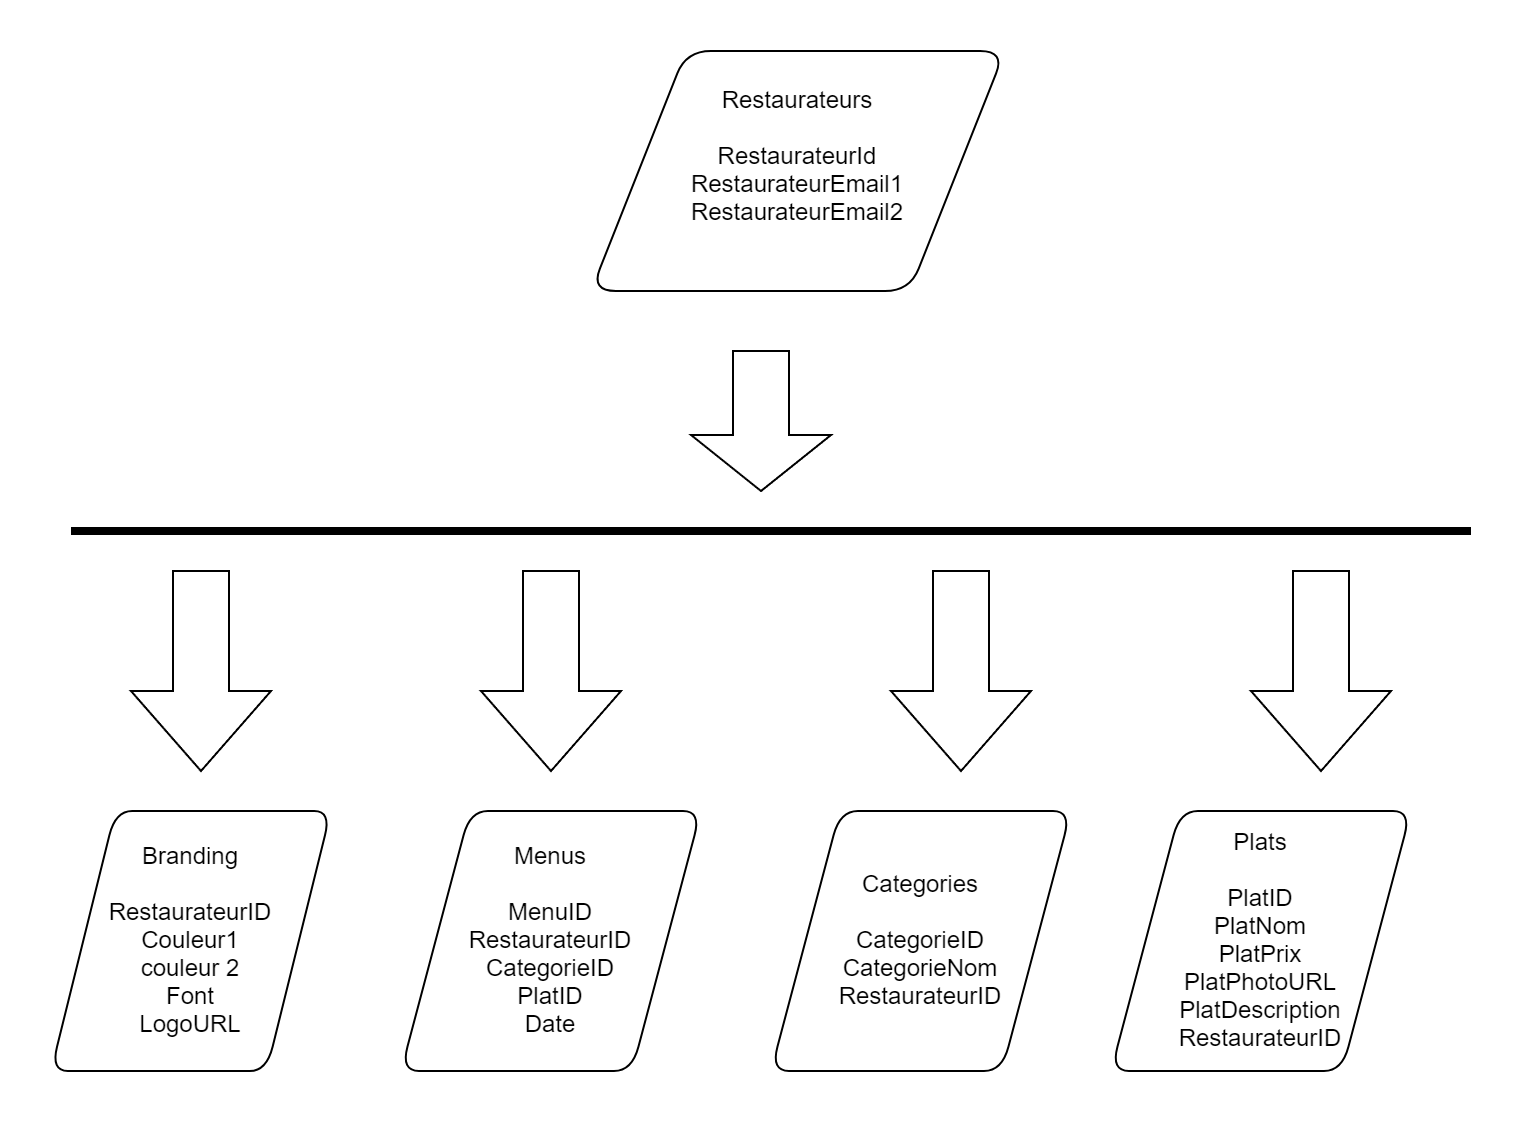 Restaurateurs
RestaurateurId
RestaurateurEmail1
RestaurateurEmail2
Branding
RestaurateurID
Couleur1
couleur 2
Font
LogoURL
Menus
MenuID
RestaurateurID
CategorieID
PlatID
Date
Categories
CategorieID
CategorieNom
RestaurateurID
Plats
PlatID
PlatNom
PlatPrix
PlatPhotoURL
PlatDescription
RestaurateurID